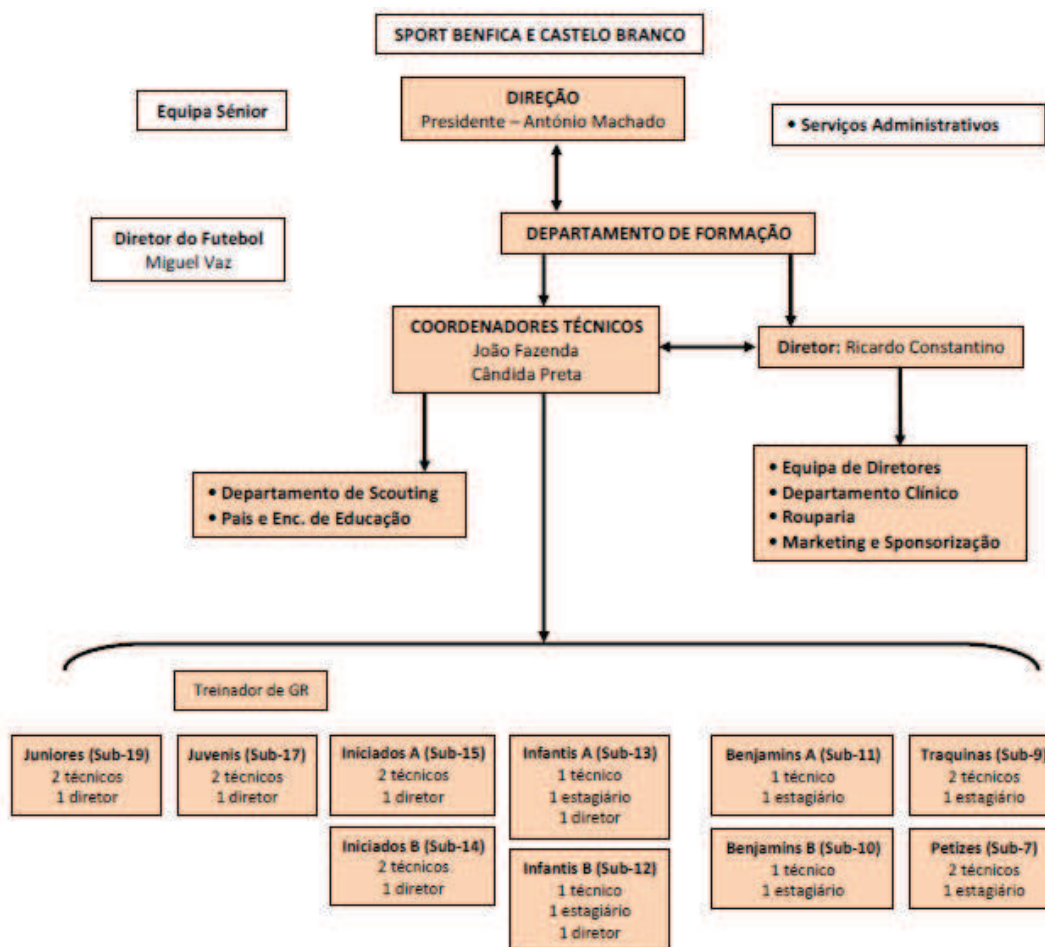 SPORT BENFICA E CASTELO BRANCO
DIREÇÃO
Presidente – António Machado
Equipa Sénior
• Serviços Administrativos
Diretor do Futebol
Miguel Vaz
DEPARTAMENTO DE FORMAÇÃO
COORDENADORES TÉCNICOS
João Fazenda
Cândida Preta
Diretor: Ricardo Constantino
• Departamento de Scouting
• Pais e Enc. de Educação
• Equipa de Diretores
• Departamento Clínico
• Rouparia
• Marketing e Sponsorização
Treinador de GR
Juniores (Sub-19)
2 técnicos
1 diretor
Juvenis (Sub-17)
2 técnicos
1 diretor
Iniciados A (Sub-15)
2 técnicos
1 diretor
Iniciados B (Sub-14)
2 técnicos
1 diretor
Infantis A (Sub-13)
1 técnico
1 estagiário
1 diretor
Infantis B (Sub-12)
1 técnico
1 estagiário
1 diretor
Benjamins A (Sub-11)
1 técnico
1 estagiário
Benjamins B (Sub-10)
1 técnico
1 estagiário
Traquinas (Sub-9)
2 técnicos
1 estagiário
Petizes (Sub-7)
2 técnicos
1 estagiário